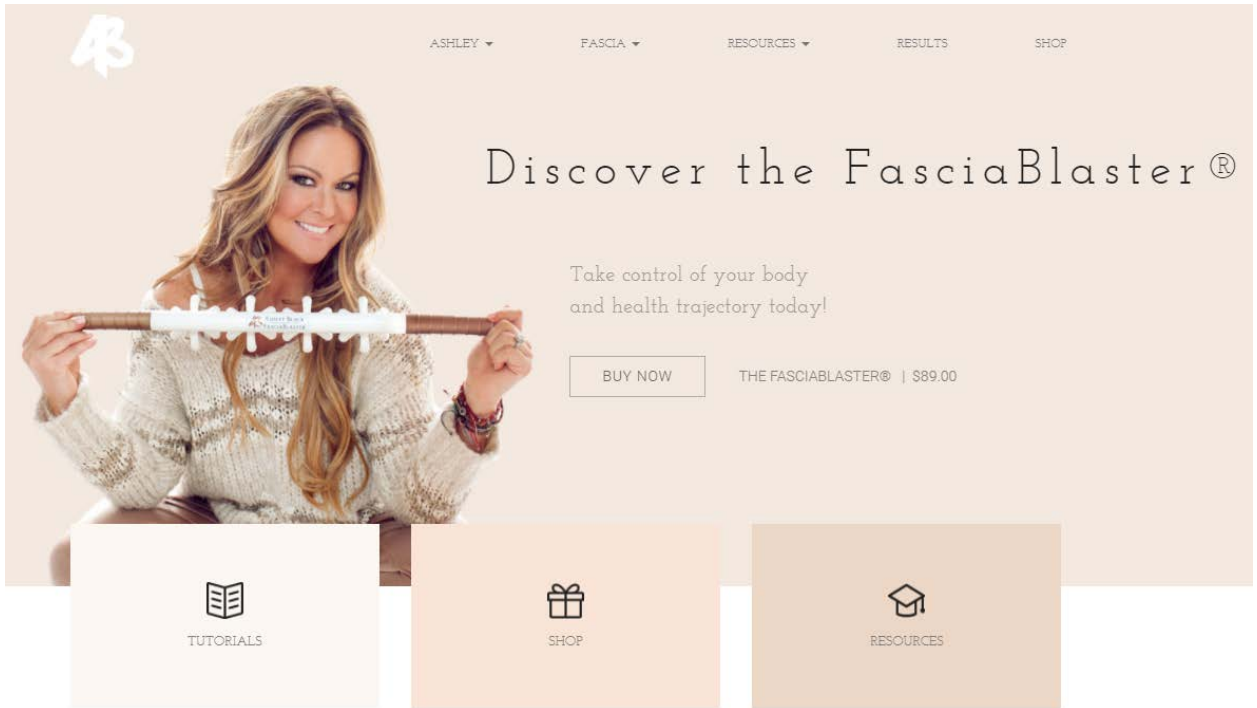 AB
ASHLEY FASCIA RESOURCES RESULTS SHOP
Discover the FasciaBlaster®
Take control of your body
and health trajectory today!
BUY NOW THE FASCIABLASTER® | $89.00
TUTORIALS SHOP RESOURCES